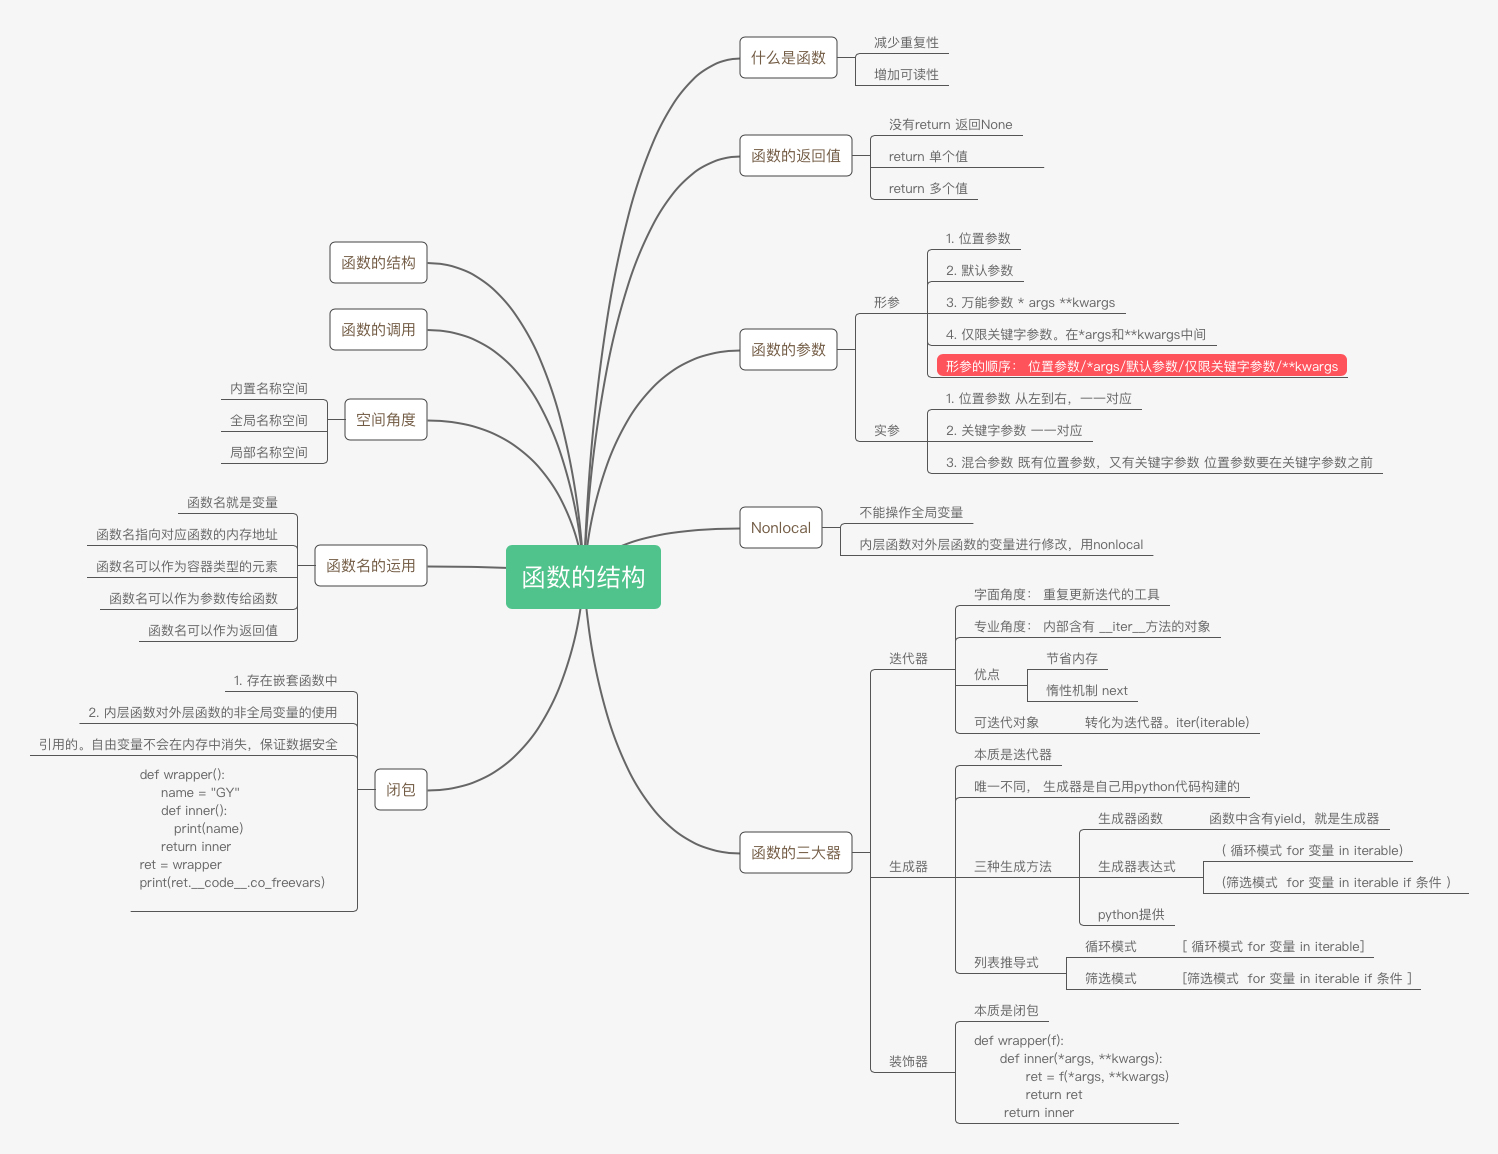 函数的结构
什么是函数
减少重复性
增加可读性
函数的返回值
没有return 返回None
return 单个值
return 多个值
函数的参数
形参
1. 位置参数
2. 默认参数
3. 万能参数 * args **kwargs
4. 仅限关键字参数。在*args和**kwargs中间
形参的顺序： 位置参数/*args/默认参数/仅限关键字参数/**kwargs
实参
1. 位置参数 从左到右，一一对应
2. 关键字参数 一一对应
3. 混合参数 既有位置参数，又有关键字参数 位置参数要在关键字参数之前
Nonlocal
不能操作全局变量
内层函数对外层函数的变量进行修改，用nonlocal
函数的三大器
迭代器
字面角度： 重复更新迭代的工具
专业角度： 内部含有 __iter__方法的对象
优点
节省内存
惰性机制 next
可迭代对象
转化为迭代器。iter(iterable)
生成器
本质是迭代器
唯一不同， 生成器是自己用python代码构建的
三种生成方法
生成器函数
函数中含有yield，就是生成器
生成器表达式
( 循环模式 for 变量 in iterable)
(筛选模式  for 变量 in iterable if 条件 )
python提供
列表推导式
循环模式
[ 循环模式 for 变量 in iterable]
筛选模式
[筛选模式  for 变量 in iterable if 条件 ]
装饰器
本质是闭包
def wrapper(f):
def inner(*args, **kwargs):
ret = f(*args, **kwargs)
return ret
return inner
函数的结构
函数的调用
空间角度
内置名称空间
全局名称空间
局部名称空间
函数名的运用
函数名就是变量
函数名指向对应函数的内存地址
函数名可以作为容器类型的元素
函数名可以作为参数传给函数
函数名可以作为返回值
闭包
1. 存在嵌套函数中
2. 内层函数对外层函数的非全局变量的使用
引用的。自由变量不会在内存中消失，保证数据安全
def wrapper():
name = "GY"
def inner():
print(name)
return inner
ret = wrapper
print(ret.__code__.co_freevars)